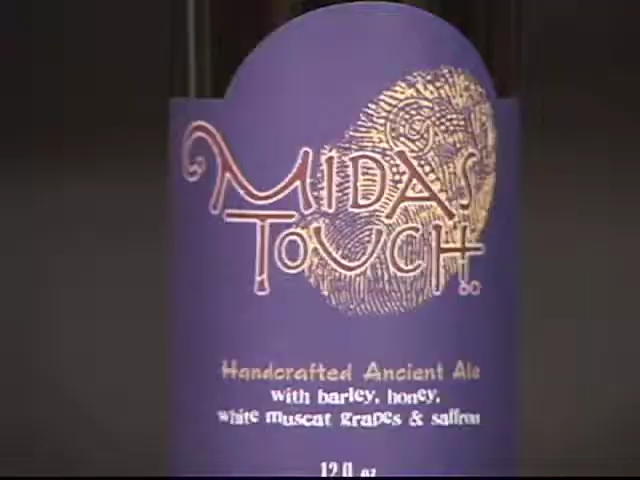 MIDAS
TOUCH
Handcrafted Ancient Ale
with barley, honey,
white muscat grapes & saffron
12 fl oz